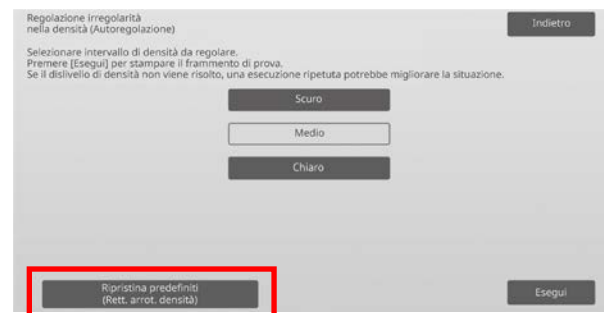 Regolazione irregolarità
nella densità (Autoregolazione)
Indietro
Selezionare intervallo di densità da regolare.
Premere [Esegui] per stampare il frammento di prova.
Se il dislivello di densità non viene risolto, una esecuzione ripetuta potrebbe migliorare la situazione.
Scuro
Medio
Chiaro
Ripristina predefiniti
(Rett. arrot. densità)
Esegui